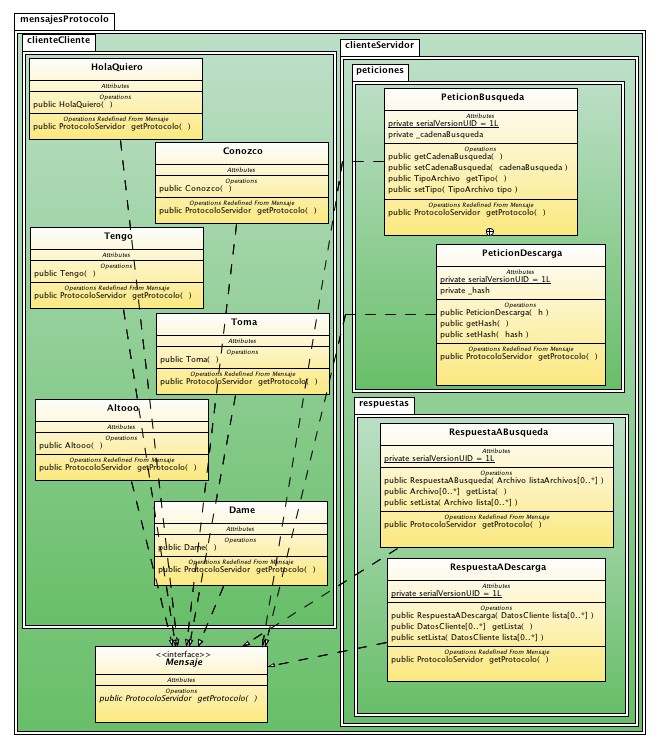 mensajesProtocolo
clienteCliente
HolaQuiero
Attributes
Operations
public HolaQuiero( )
Operations Redefined From Mensaje
public ProtocoloServidor getProtocolo( )
Conozco
Attributes
Operations
public Conozco( )
Operations Redefined From Mensaje
public ProtocoloServidor getProtocolo( )
Tengo
Attributes
Operations
public Tengo( )
Operations Redefined From Mensaje
public ProtocoloServidor getProtocolo( )
Toma
Attributes
Operations
public Toma( )
Operations Redefined From Mensaje
public ProtocoloServidor getProtocolo( )
Altooo
Attributes
Operations
public Altooo( )
Operations Redefined From Mensaje
public ProtocoloServidor getProtocolo( )
Dame
Attributes
Operations
public Dame( )
Operations Redefined From Mensaje
public ProtocoloServidor getProtocolo( )
<<interface>>
Mensaje
Attributes
Operations
public ProtocoloServidor getProtocolo( )
clienteServidor
peticiones
PeticionBusqueda
Attributes
private serialVersionUID = 1L
private _cadenaBusqueda
Operations
public getCadenaBusqueda( )
public setCadenaBusqueda( cadenaBusqueda )
public TipoArchivo getTipo( )
public setTipo( TipoArchivo tipo )
Operations Redefined From Mensaje
public ProtocoloServidor getProtocolo( )
PeticionDescarga
Attributes
private serialVersionUID = 1L
private _hash
Operations
public PeticionDescarga( h )
public getHash( )
public setHash( hash )
Operations Redefined From Mensaje
public ProtocoloServidor getProtocolo( )
respuestas
RespuestaABusqueda
Attributes
private serialVersionUID = 1L
Operations
public RespuestaABusqueda( Archivo listaArchivos[0..*] )
public Archivo[0..*] getLista( )
public setLista( Archivo lista[0..*] )
Operations Redefined From Mensaje
public ProtocoloServidor getProtocolo( )
RespuestaADescarga
Attributes
private serialVersionUID = 1L
Operations
public RespuestaADescarga( DatosCliente lista[0..*] )
public DatosCliente[0..*] getLista( )
public setLista( DatosCliente lista[0..*] )
Operations Redefined From Mensaje
public ProtocoloServidor getProtocolo( )